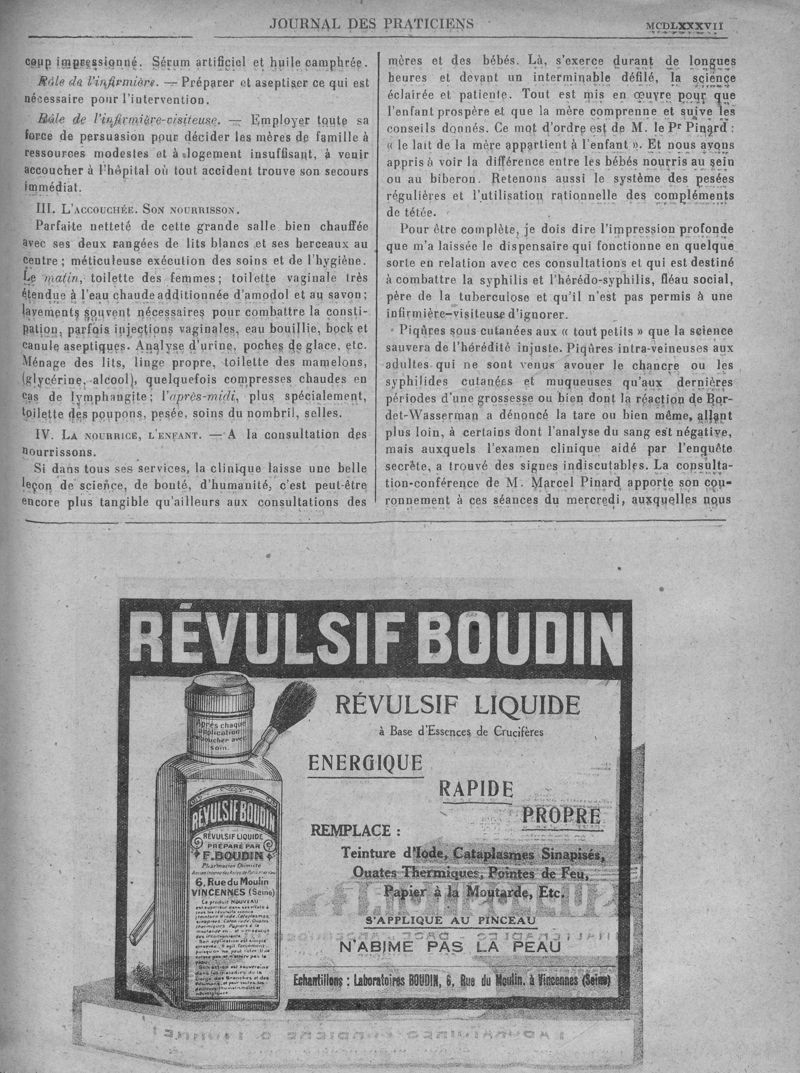 JOURNAL DES PRATICIENS
MCDLXXXVII
coup impressionné. Sérum artificiel et huile camphrée.
Rôle de l'infirmière. — Préparer et aseptiser ce qui est
nécessaire pour l'intervention.
Rôle de l'infirmière-visiteuse. — Employer toute sa
force de persuasion pour décider les mères de famille à
ressources modestes et à logement insuffisant, à venir
accoucher à l'hôpital où tout accident trouve son secours
immédiat.
III. L'ACCOUCHÉE. SON NOURRISSON.
Parfaite netteté de cette grande salle bien chauffée
avec ses deux rangées de lits blancs et ses berceaux au
centre ; méticuleuse exécution des soins et de l'hygiène.
Le matin, toilette des femmes ; toilette vaginale très
étendue à l'eau chaude additionnée d'amodol et au savon ;
lavements souvent nécessaires pour combattre la consti-
pation, parfois injections vaginales, eau bouillie, bock et
canule aseptiques. Analyse d'urine, poches de glace, etc.
Ménage des lits, linge propre, toilette des mamelons,
(glycérine, alcool), quelquefois compresses chaudes en
cas de lymphangite ; l'après-midi, plus spécialement,
toilette des poupons, pesée, soins du nombril, selles.
IV. LA NOURRICE, L'ENFANT. — A la consultation des
nourrissons.
Si dans tous ses services, la clinique laisse une belle
leçon de science, de bonté, d'humanité, c'est peut-être
encore plus tangible qu'ailleurs aux consultations des
mères et des bébés. Là, s'exerce durant de longues
heures et devant un interminable défilé, la science
éclairée et patiente. Tout est mis en œuvre pour que
l'enfant prospère et que la mère comprenne et suive les
conseils donnés. Ce mot d'ordre est de M. le Pr Pinard :
« le lait de la mère appartient à l'enfant ». Et nous avons
appris à voir la différence entre les bébés nourris au sein
ou au biberon. Retenons aussi le système des pesées
régulières et l'utilisation rationnelle des compléments
de tétée.
Pour être complète, je dois dire l'impression profonde
que m'a laissée le dispensaire qui fonctionne en quelque
sorte en relation avec ces consultations et qui est destiné
à combattre la syphilis et l'hérédo-syphilis, fléau social,
père de la tuberculose et qu'il n'est pas permis à une
infirmière-visiteuse d'ignorer.
Piqûres sous cutanées aux « tout petits » que la science
sauvera de l'hérédité injuste. Piqûres intra-veineuses aux
adultes qui ne sont venus avouer le chancre ou les
syphilides cutanées et muqueuses qu'aux dernières
périodes d'une grossesse ou bien dont la réaction de Bor-
det-Wasserman a dénoncé la tare ou bien même, allant
plus loin, à certains dont l'analyse du sang est négative,
mais auxquels l'examen clinique aidé par l'enquête
secrète, a trouvé des signes indiscutables. La consulta-
tion-conférence de M. Marcel Pinard apporte son cou-
ronnement à ces séances du mercredi, auxquelles nous
RÉVULSIF BOUDIN
RÉVULSIF LIQUIDE
à Base d'Essences de Crucifères
ENERGIQUE
RAPIDE
PROPRE
REMPLACE :
Teinture d'Iode, Cataplasmes Sinapisés,
Ouates Thermiques, Pointes de Feu,
Papier à la Moutarde, Etc.
S'APPLIQUE AU PINCEAU
N'ABIME PAS LA PEAU
Echantillons : Laboratoires BOUDIN, 6, Rue du Moulin, à Vincennes (Seine)
Après chaque
application
reboucher avec
soin.
RÉVULSIF BOUDIN
RÉVULSIF LIQUIDE
PRÉPARÉ PAR
F. BOUDIN
Pharmacien Chimiste
6, Rue du Moulin
VINCENNES (Seine)
Le produit NOUVEAU